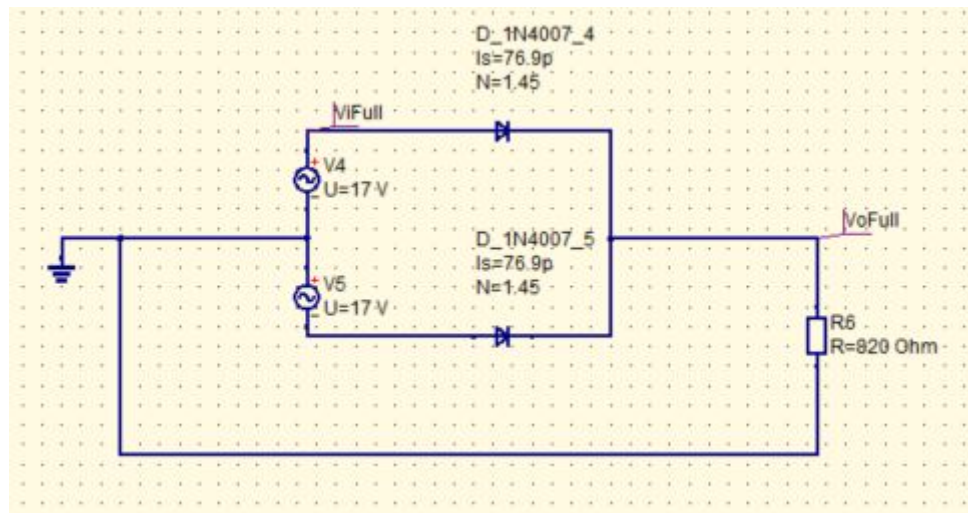 D_1N4007_4
Is=76.9p
N=1.45
ViFull
V4
U=17 V
VoFull
D_1N4007_5
Is=76.9p
N=1.45
V5
U=17 V
R6
R=820 Ohm